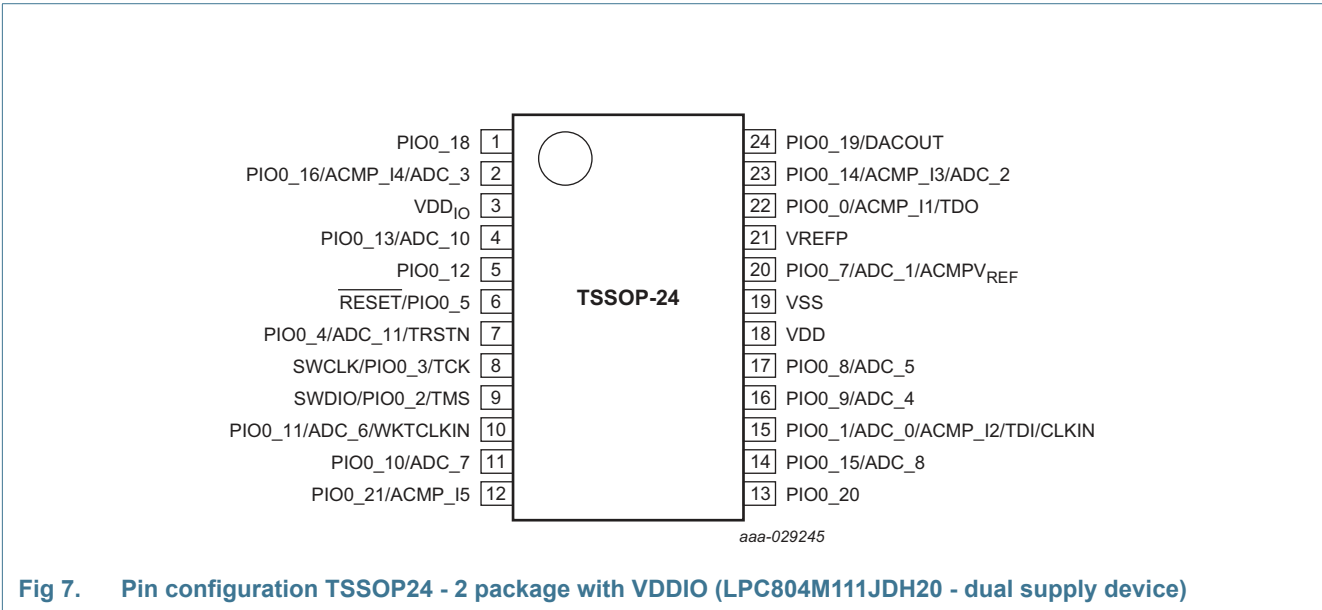 PIO0_18 1
PIO0_16/ACMP_I4/ADC_3 2
VDDIO 3
PIO0_13/ADC_10 4
PIO0_12 5
RESET/PIO0_5 6
PIO0_4/ADC_11/TRSTN 7
SWCLK/PIO0_3/TCK 8
SWDIO/PIO0_2/TMS 9
PIO0_11/ADC_6/WKTCLKIN 10
PIO0_10/ADC_7 11
PIO0_21/ACMP_I5 12
TSSOP-24
24 PIO0_19/DACOUT
23 PIO0_14/ACMP_I3/ADC_2
22 PIO0_0/ACMP_I1/TDO
21 VREFP
20 PIO0_7/ADC_1/ACMPVREF
19 VSS
18 VDD
17 PIO0_8/ADC_5
16 PIO0_9/ADC_4
15 PIO0_1/ADC_0/ACMP_I2/TDI/CLKIN
14 PIO0_15/ADC_8
13 PIO0_20
aaa-029245
Fig 7. Pin configuration TSSOP24 - 2 package with VDDIO (LPC804M111JDH20 - dual supply device)